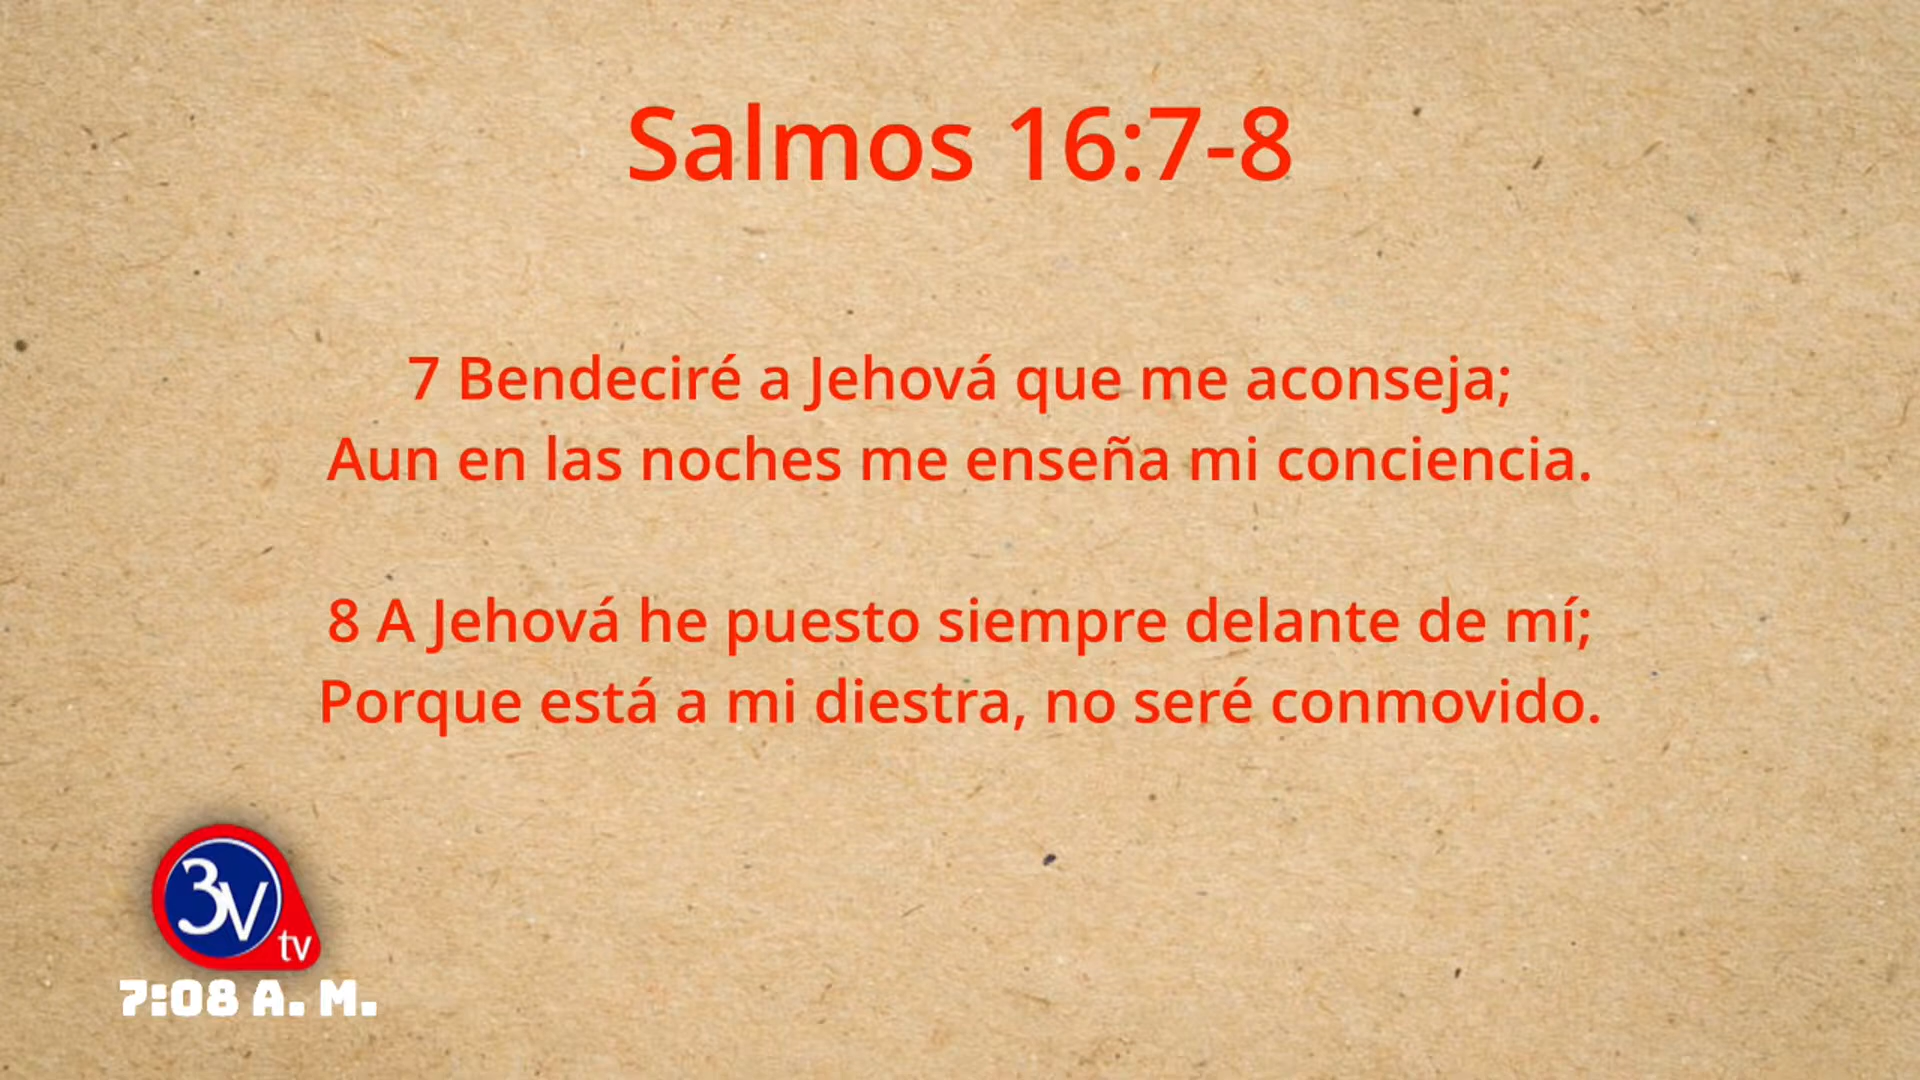 Salmos 16:7-8
7 Bendeciré a Jehová que me aconseja;
Aun en las noches me enseña mi conciencia.
8 A Jehová he puesto siempre delante de mí;
Porque está a mi diestra, no seré conmovido.
3V
tv
7:08 A. M.